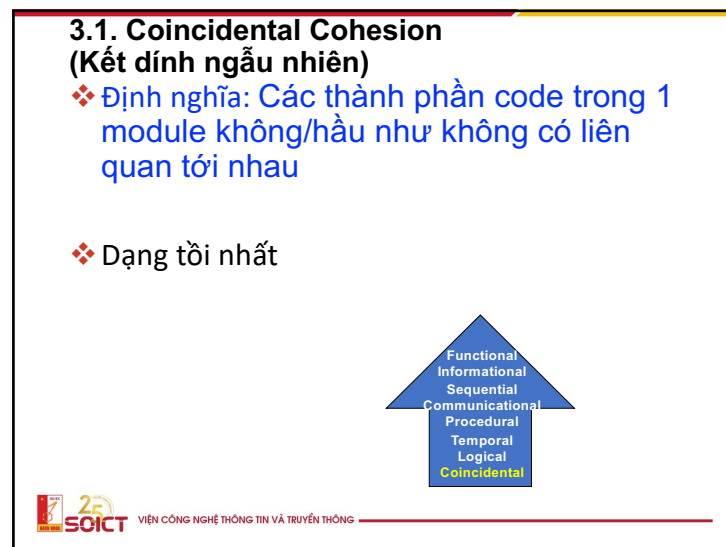 3.1. Coincidental Cohesion
(Kết dính ngẫu nhiên)
Định nghĩa: Các thành phần code trong 1
module không/hầu như không có liên
quan tới nhau
Dạng tồi nhất
Functional
Informational
Sequential
Communicational
Procedural
Temporal
Logical
Coincidental
25
SOICT
VIỆN CÔNG NGHỆ THÔNG TIN VÀ TRUYỀN THÔNG